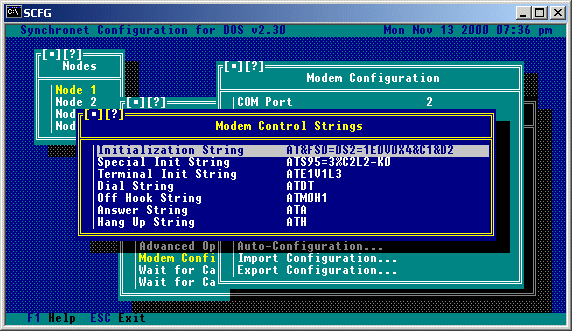 SCFG
Synchronet Configuration for DOS v2.30 Mon Nov 13 2000 07:36 pm
[■][?]
Nodes
Node 1
Node 2
Nod
No
[■][?]
Modem Configuration
COM Port 2
[■][?]
[■][?]
Modem Control Strings
Initialization String AT&FS0=0S2=1E0V0X4&C1&D2
Special Init String ATS95=3%C2L2-K0
Terminal Init String ATE1V1L3
Dial String ATDT
Off Hook String ATM0H1
Answer String ATA
Hang Up String ATH
Advanced Op
Modem Confi
Wait for Ca
Wait for Ca
Auto-Configuration...
Import Configuration...
Export Configuration...
F1 Help ESC Exit